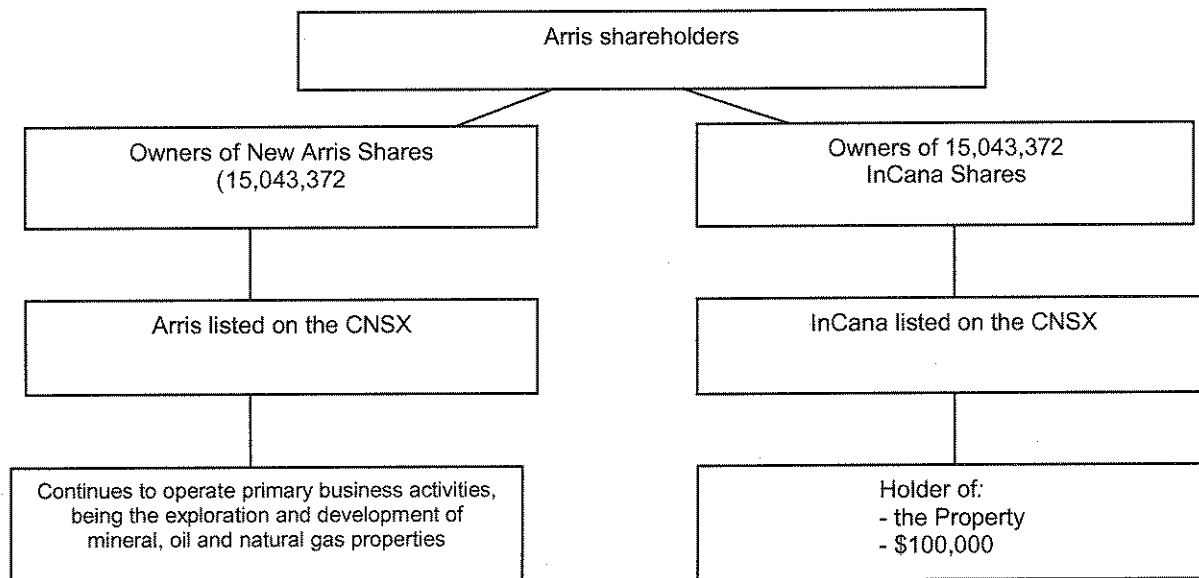 Arris shareholders
Owners of New Arris Shares
(15,043,372
Owners of 15,043,372
InCana Shares
Arris listed on the CNSX
InCana listed on the CNSX
Continues to operate primary business activities,
being the exploration and development of
mineral, oil and natural gas properties
Holder of:
- the Property
- $100,000